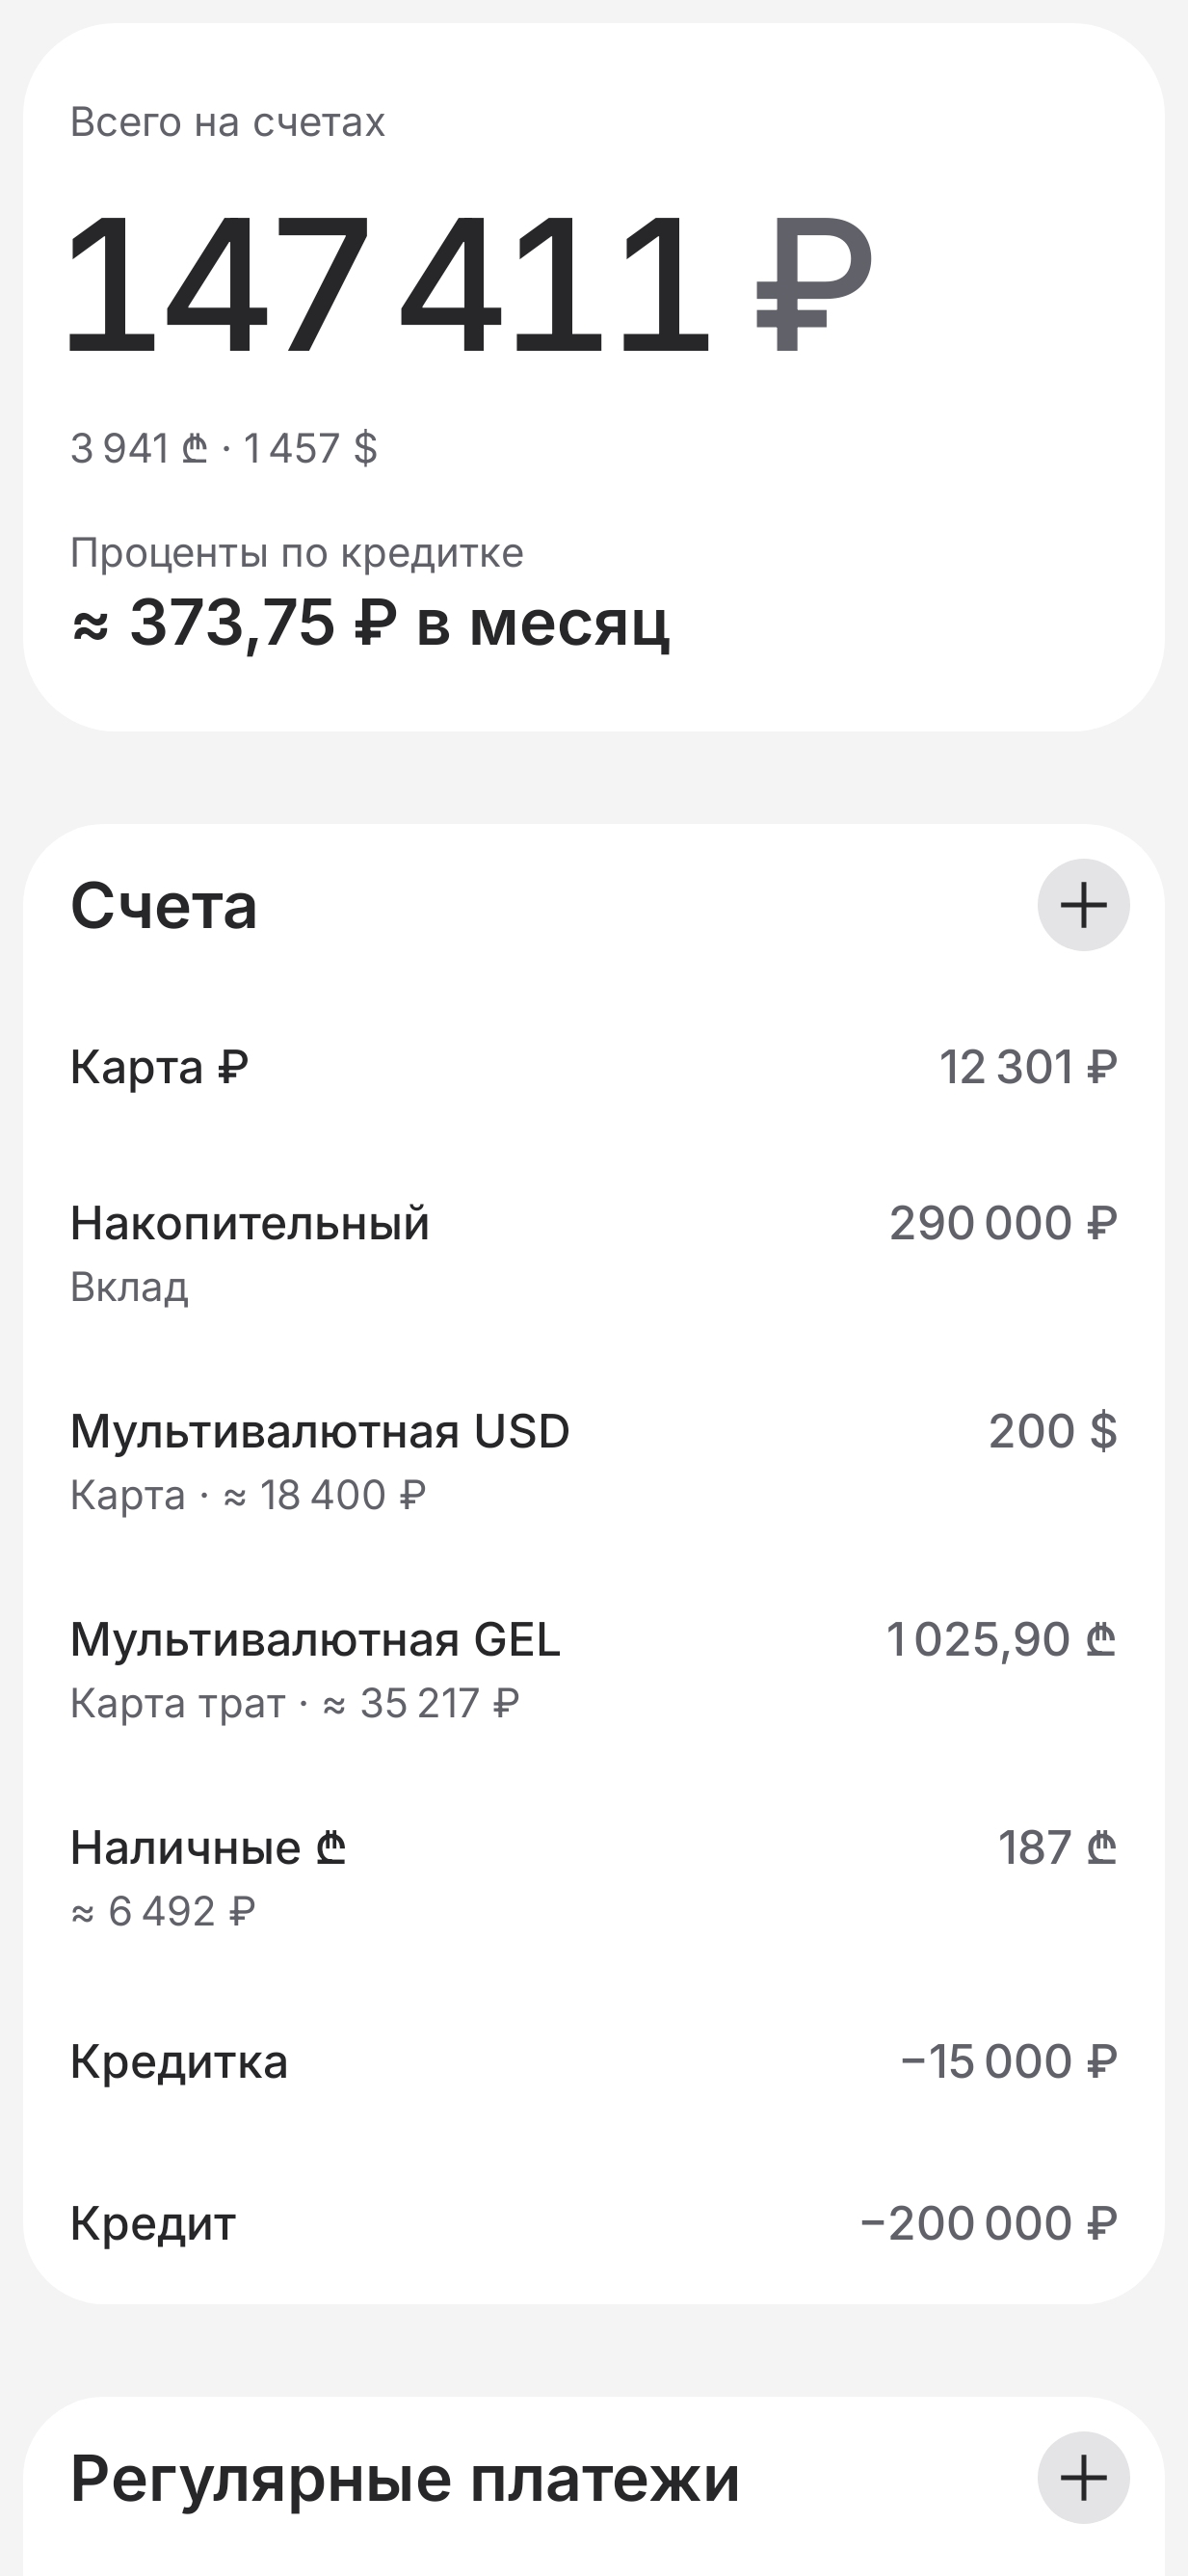 Всего на счетах
147 411 ₽
3 941 ₾ · 1 457 $
Проценты по кредитке
≈ 373,75 ₽ в месяц
Счета
Карта ₽ 12 301 ₽
Накопительный 290 000 ₽
Вклад
Мультивалютная USD 200 $
Карта · ≈ 18 400 ₽
Мультивалютная GEL 1 025,90 ₾
Карта трат · ≈ 35 217 ₽
Наличные ₾ 187 ₾
≈ 6 492 ₽
Кредитка −15 000 ₽
Кредит −200 000 ₽
Регулярные платежи